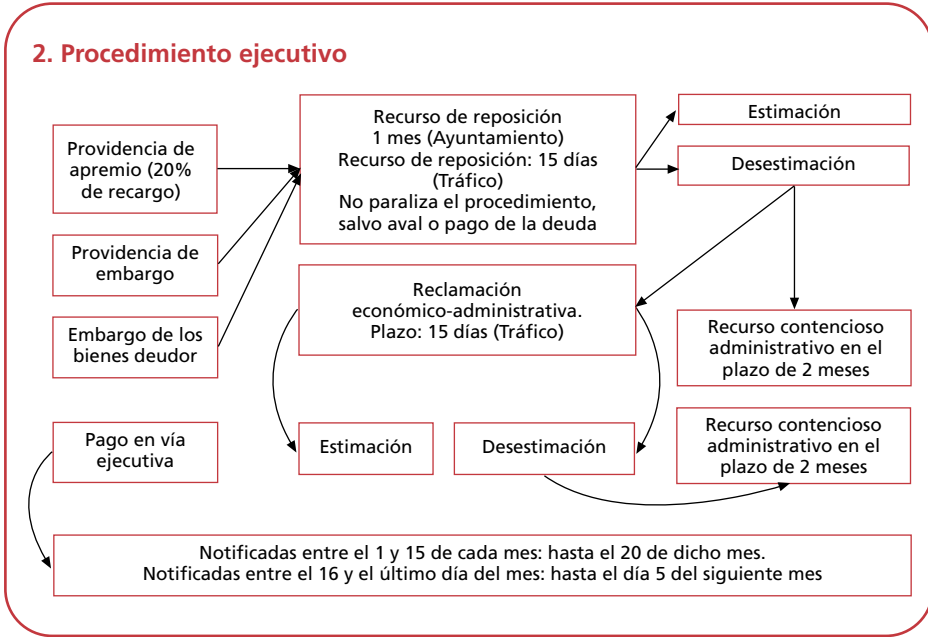 2. Procedimiento ejecutivo
Providencia de
apremio (20%
de recargo)
Providencia de
embargo
Embargo de los
bienes deudor
Recurso de reposición
1 mes (Ayuntamiento)
Recurso de reposición: 15 días
(Tráfico)
No paraliza el procedimiento,
salvo aval o pago de la deuda
Estimación
Desestimación
Reclamación
económico-administrativa.
Plazo: 15 días (Tráfico)
Recurso contencioso
administrativo en el
plazo de 2 meses
Pago en vía
ejecutiva
Estimación
Desestimación
Recurso contencioso
administrativo en el
plazo de 2 meses
Notificadas entre el 1 y 15 de cada mes: hasta el 20 de dicho mes.
Notificadas entre el 16 y el último día del mes: hasta el día 5 del siguiente mes